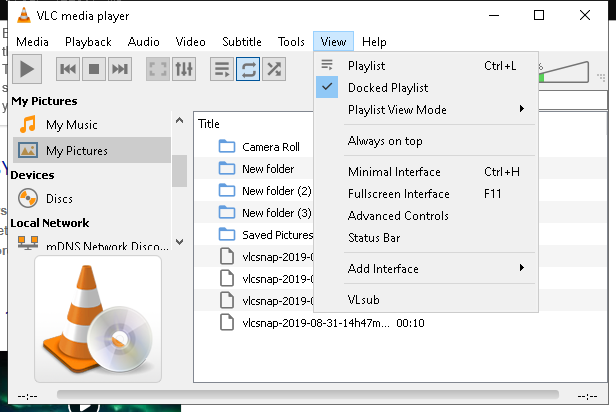 VLC media player
Media Playback Audio Video Subtitle Tools View Help
My Pictures
My Music
My Pictures
Devices
Discs
Local Network
mDNS Network Disco...
Title
Camera Roll
New folder
New folder (2)
New folder (3)
Saved Pictures
vlcsnap-2019-0
vlcsnap-2019-0
vlcsnap-2019-0
vlcsnap-2019-08-31-14h47m... 00:10
Playlist Ctrl+L
Docked Playlist
Playlist View Mode
Always on top
Minimal Interface Ctrl+H
Fullscreen Interface F11
Advanced Controls
Status Bar
Add Interface
VLsub
%
--:-- --:--